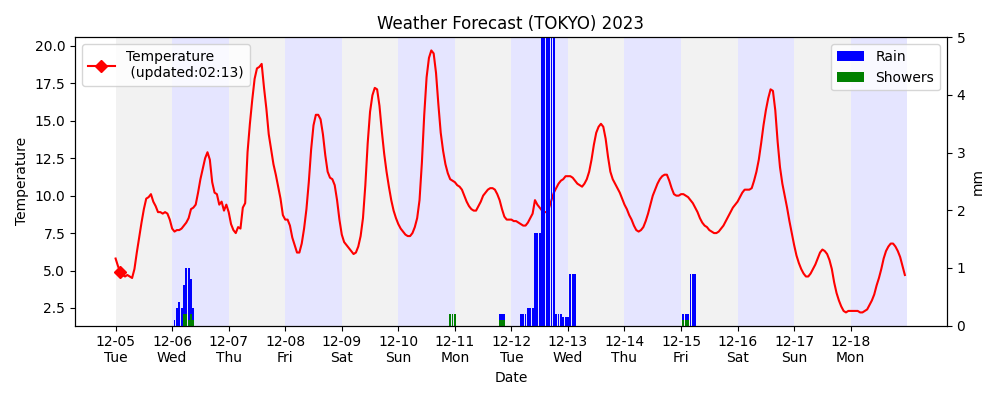 Weather Forecast (TOKYO) 2023
Temperature
(updated:02:13)
Rain
Showers
Temperature
20.0
17.5
15.0
12.5
10.0
7.5
5.0
2.5
5
4
3
2
1
0
mm
12-05 12-06 12-07 12-08 12-09 12-10 12-11 12-12 12-13 12-14 12-15 12-16 12-17 12-18
Tue Wed Thu Fri Sat Sun Mon Tue Wed Thu Fri Sat Sun Mon
Date